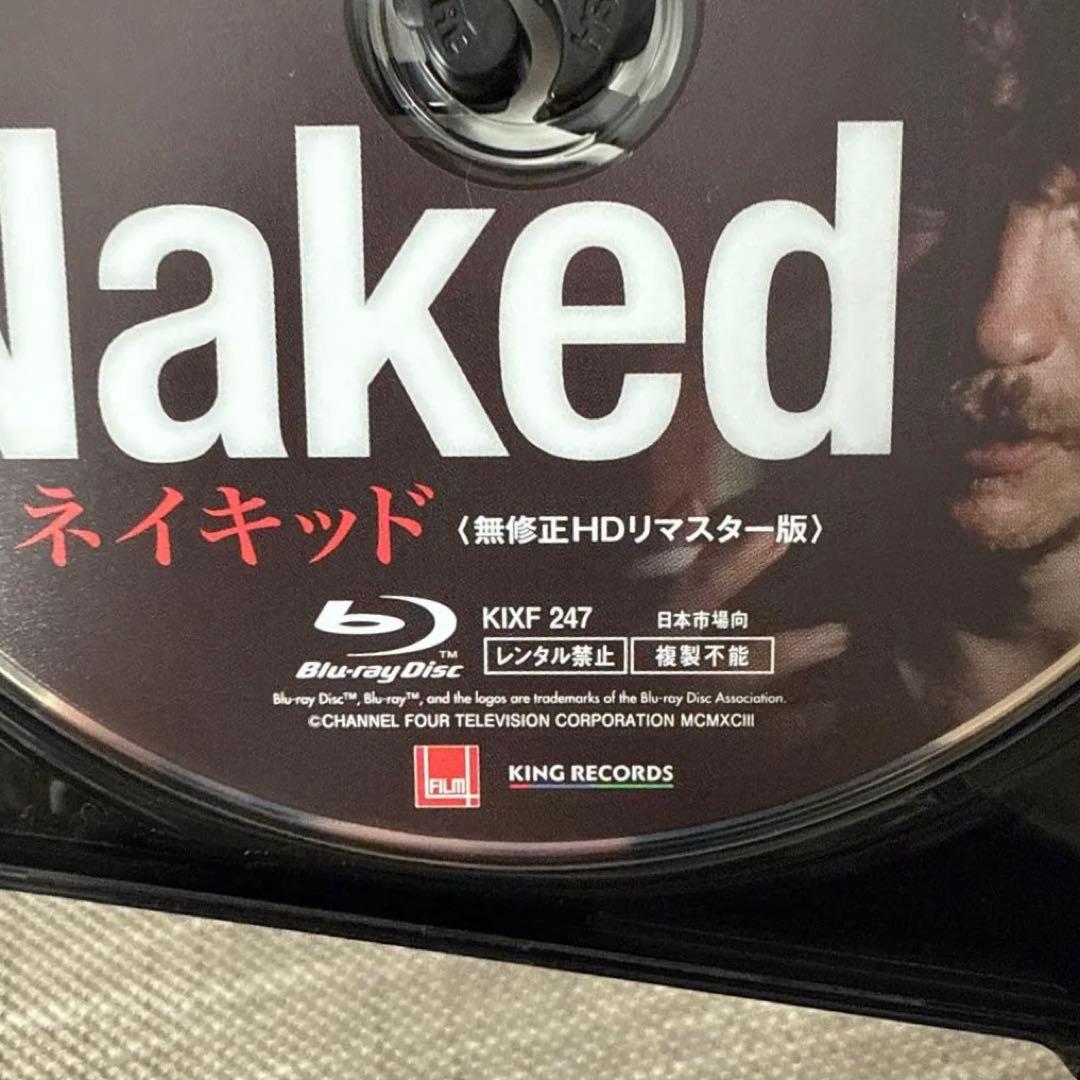 Naked
ネイキッド 〈無修正HDリマスター版〉
Blu-ray Disc™ KIXF 247 日本市場向
レンタル禁止 複製不能
Blu-ray Disc™, Blu-ray™, and the logos are trademarks of the Blu-ray Disc Association.
©CHANNEL FOUR TELEVISION CORPORATION MCMXCIII
FILM4 KING RECORDS